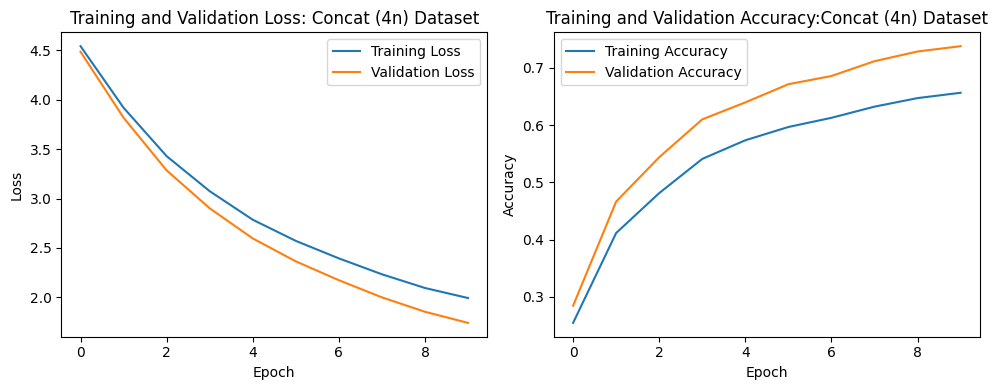 Training and Validation Loss: Concat (4n) Dataset
Training Loss
Validation Loss
4.5
4.0
3.5
3.0
2.5
2.0
Loss
0 2 4 6 8
Epoch
Training and Validation Accuracy:Concat (4n) Dataset
Training Accuracy
Validation Accuracy
0.7
0.6
0.5
0.4
0.3
Accuracy
0 2 4 6 8
Epoch